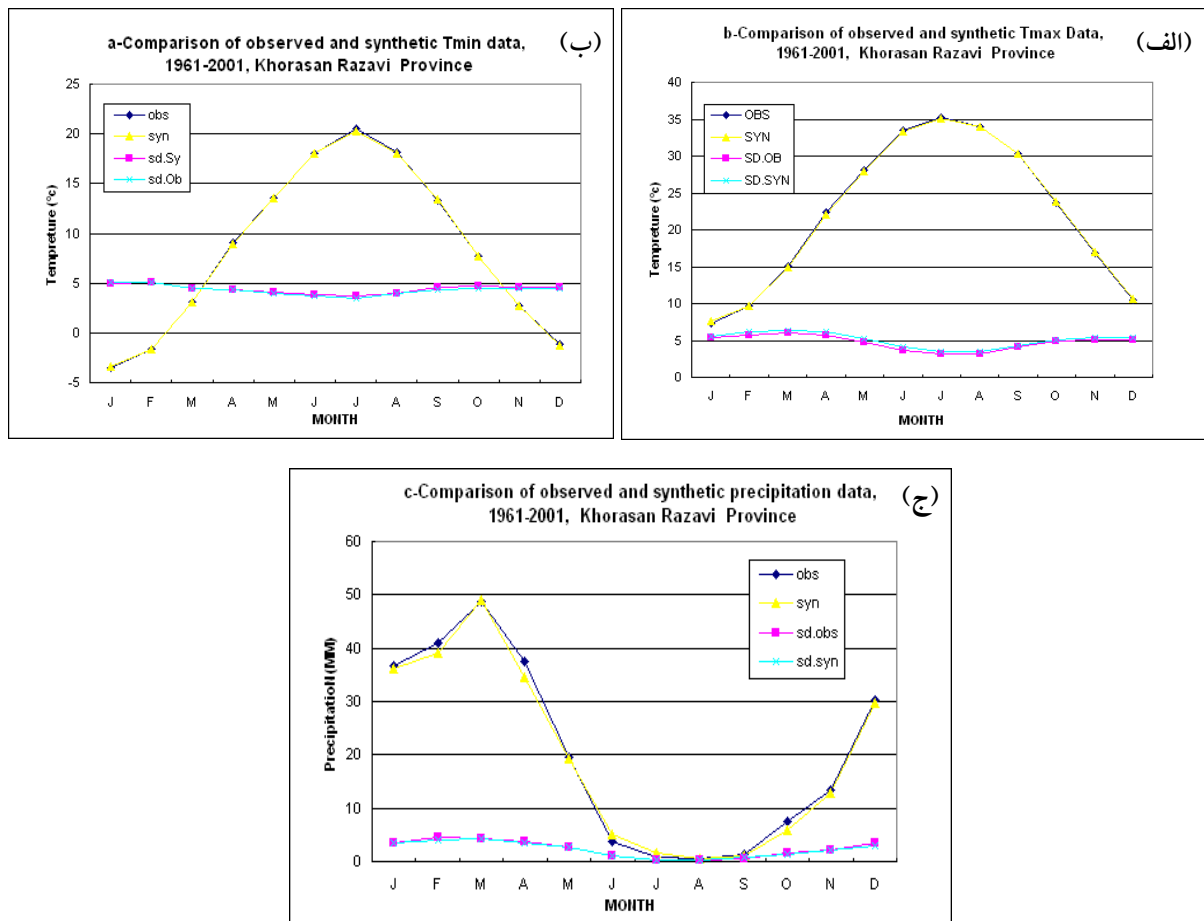 a-Comparison of observed and synthetic Tmin data,
1961-2001, Khorasan Razavi Province
(ب)
25
20
15
10
5
0
-5
Tempreture (°c)
obs
syn
sd.Sy
sd.Ob
J F M A M J J A S O N D
MONTH
b-Comparison of observed and synthetic Tmax Data,
1961-2001, Khorasan Razavi Province
(الف)
40
35
30
25
20
15
10
5
0
Tempreture (°c)
OBS
SYN
SD.OB
SD.SYN
J F M A M J J A S O N D
MONTH
c-Comparison of observed and synthetic precipitation data,
1961-2001, Khorasan Razavi Province
(ج)
60
50
40
30
20
10
0
PrecipitatioN(MM)
obs
syn
sd.obs
sd.syn
J F M A M J J A S O N D
MONTH